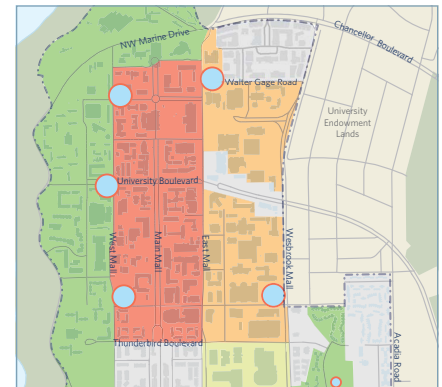 NW Marine Drive
Chancellor Boulevard
Walter Gage Road
University
Endowment
Lands
University Boulevard
West Mall
Main Mall
East Mall
Wesbrook Mall
Thunderbird Boulevard
Acadia Road